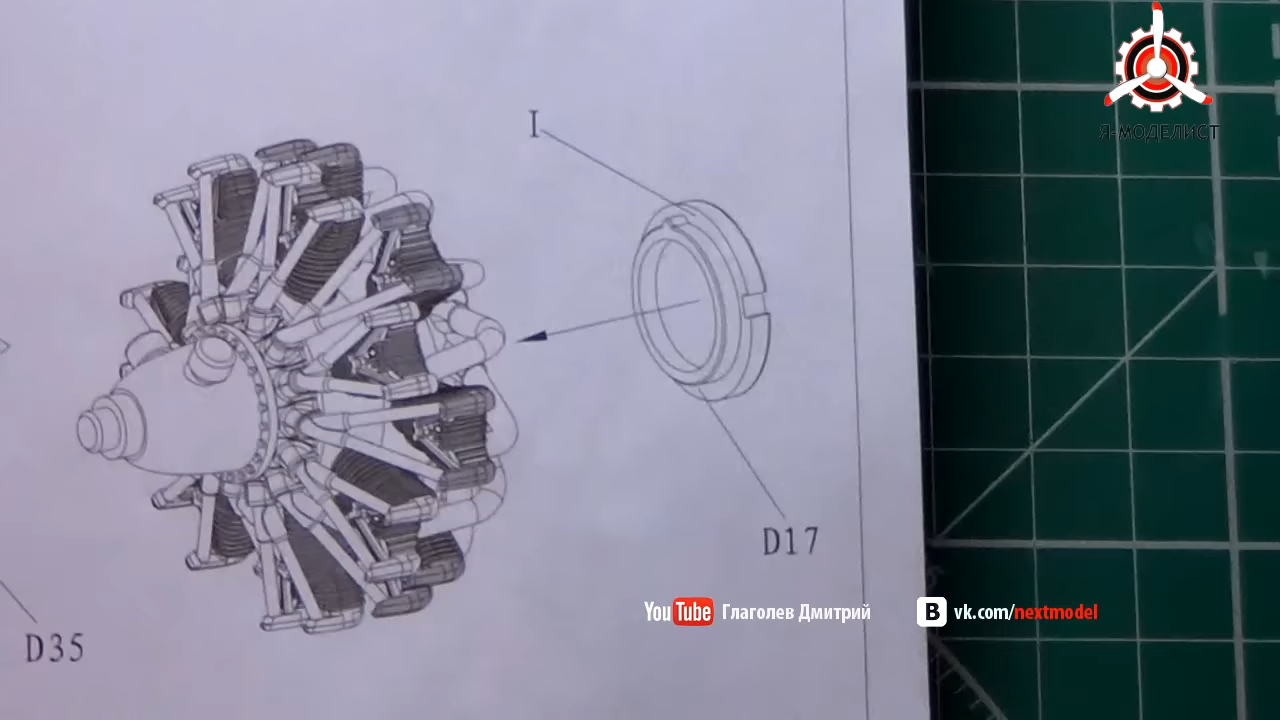 Я-МОДЕЛИСТ
I
D17
YouTube Глаголев Дмитрий
B vk.com/nextmodel
D35